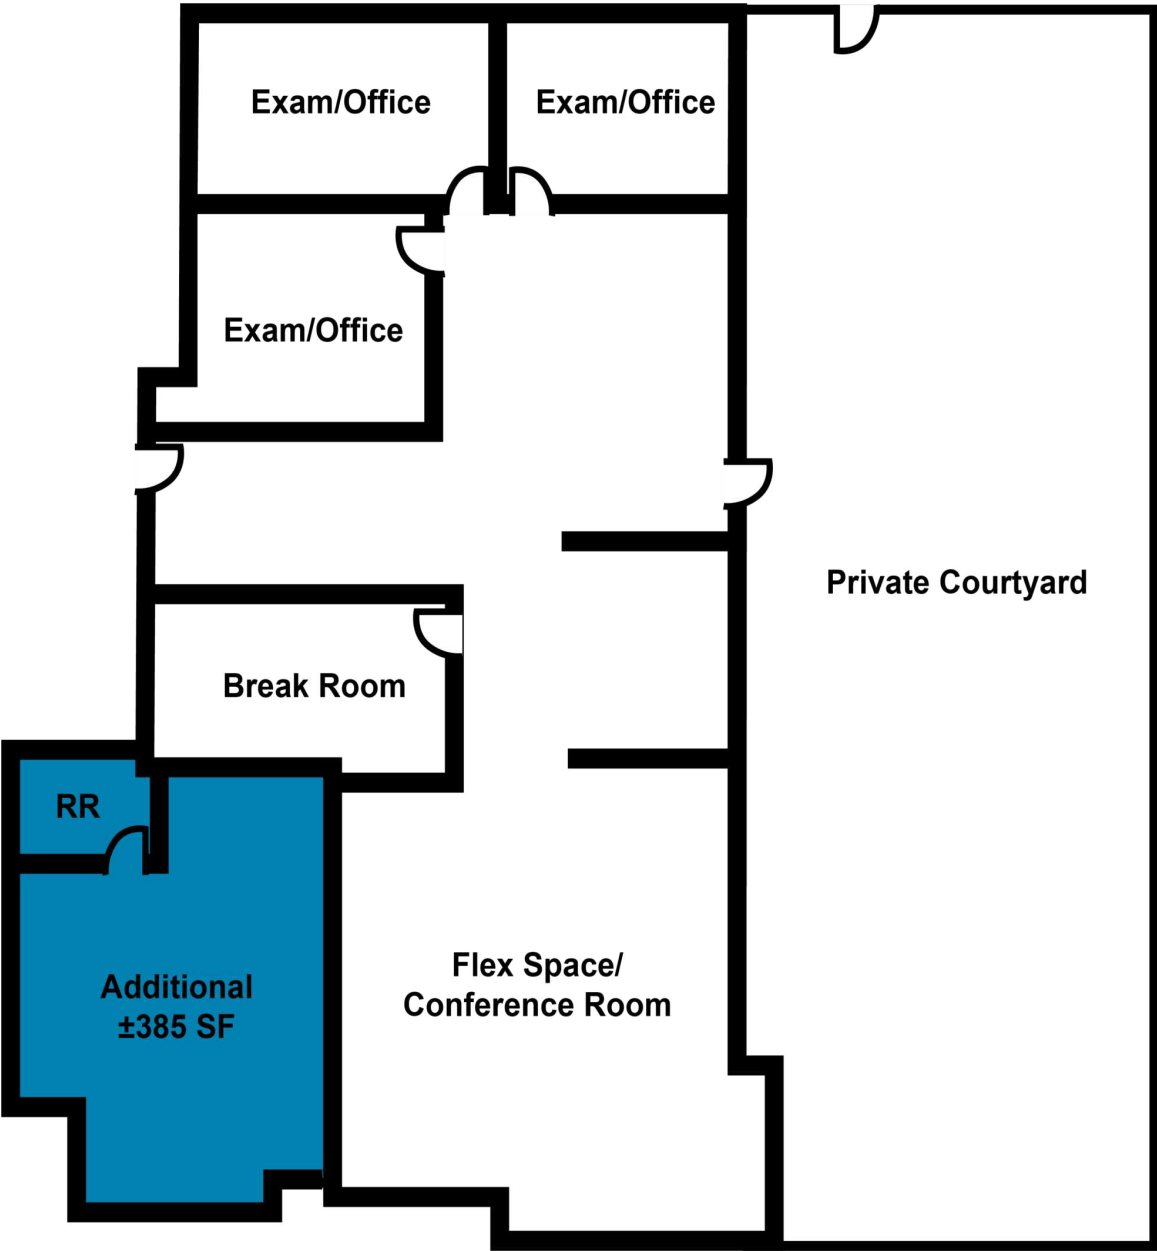 Exam/Office
Exam/Office
Exam/Office
Private Courtyard
Break Room
RR
Flex Space/
Conference Room
Additional
±385 SF